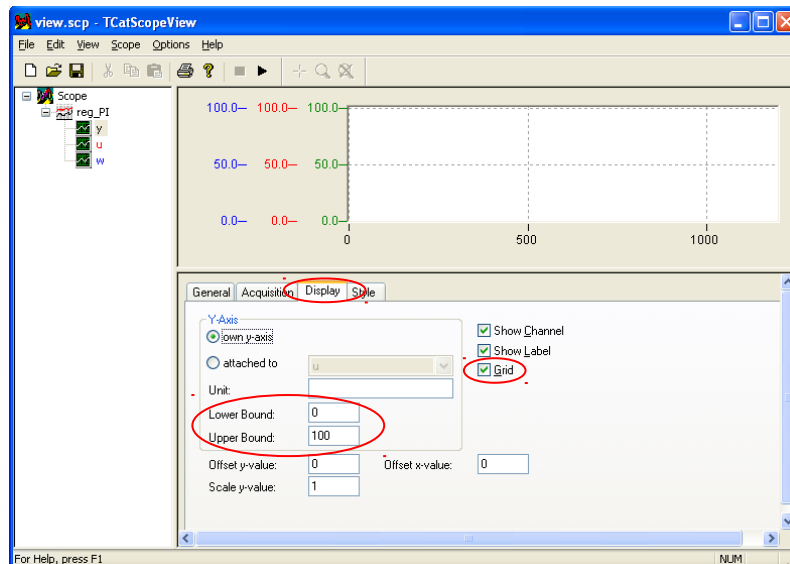 view.scp - TCatScopeView
File Edit View Scope Options Help
Scope
reg_PI
y
u
w
100.0 100.0 100.0
50.0 50.0 50.0
0.0 0.0 0.0
0 500 1000
General Acquisition Display Style
Y-Axis
own y-axis
attached to u
Unit:
Lower Bound: 0
Upper Bound: 100
Show Channel
Show Label
Grid
Offset y-value: 0 Offset x-value: 0
Scale y-value: 1
For Help, press F1 NUM